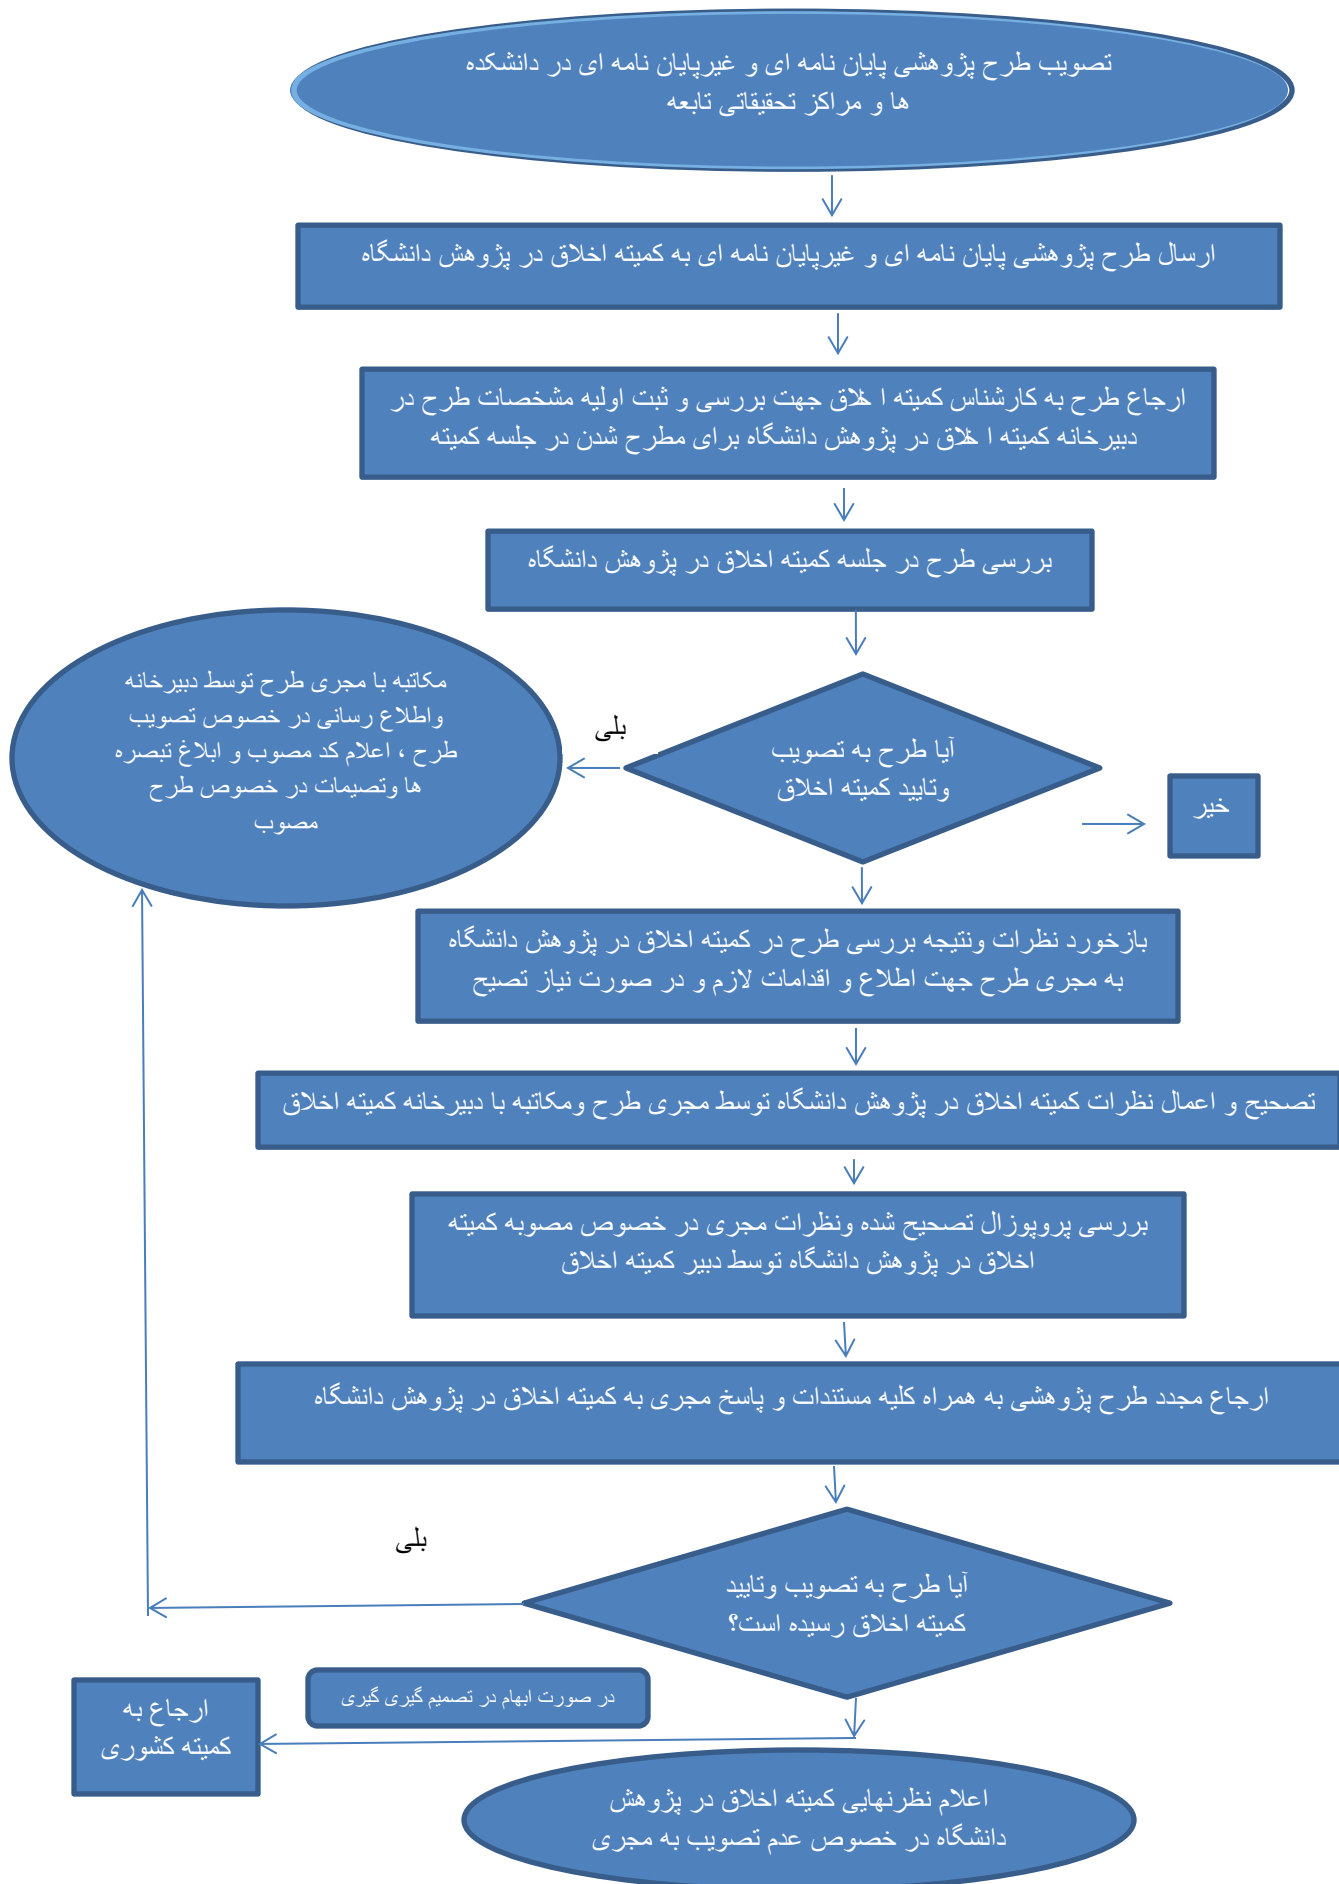 تصویب طرح پژوهشی پایان نامه ای و غیرپایان نامه ای در دانشکده
ها و مراکز تحقیقاتی تابعه
ارسال طرح پژوهشی پایان نامه ای و غیرپایان نامه ای به کمیته اخلاق در پژوهش دانشگاه
ارجاع طرح به کارشناس کمیته ا خلاق جهت بررسی و ثبت اولیه مشخصات طرح در
دبیرخانه کمیته ا خلاق در پژوهش دانشگاه برای مطرح شدن در جلسه کمیته
بررسی طرح در جلسه کمیته اخلاق در پژوهش دانشگاه
مکاتبه با مجری طرح توسط دبیرخانه
واطلاع رسانی در خصوص تصویب
طرح ، اعلام کد مصوب و ابلاغ تبصره
ها وتصیمات در خصوص طرح
مصوب
بلی
آیا طرح به تصویب
وتایید کمیته اخلاق
خیر
بازخورد نظرات ونتیجه بررسی طرح در کمیته اخلاق در پژوهش دانشگاه
به مجری طرح جهت اطلاع و اقدامات لازم و در صورت نیاز تصیح
تصحیح و اعمال نظرات کمیته اخلاق در پژوهش دانشگاه توسط مجری طرح ومکاتبه با دبیرخانه کمیته اخلاق
بررسی پروپوزال تصحیح شده ونظرات مجری در خصوص مصوبه کمیته
اخلاق در پژوهش دانشگاه توسط دبیر کمیته اخلاق
ارجاع مجدد طرح پژوهشی به همراه کلیه مستندات و پاسخ مجری به کمیته اخلاق در پژوهش دانشگاه
بلی
آیا طرح به تصویب وتایید
کمیته اخلاق رسیده است؟
در صورت ابهام در تصمیم گیری گیری
ارجاع به
کمیته کشوری
اعلام نظرنهایی کمیته اخلاق در پژوهش
دانشگاه در خصوص عدم تصویب به مجری